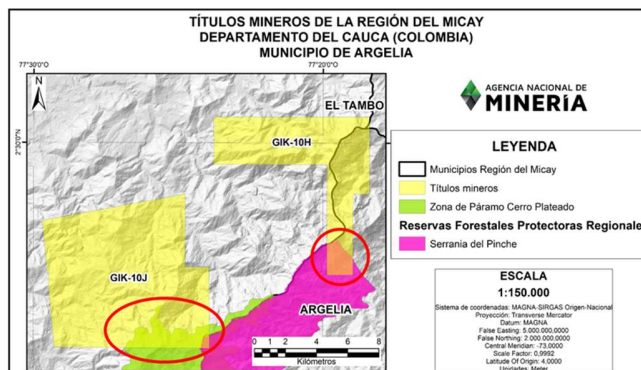 TÍTULOS MINEROS DE LA REGIÓN DEL MICAY
DEPARTAMENTO DEL CAUCA (COLOMBIA)
MUNICIPIO DE ARGELIA
77°30'0"W
77°20'0"W
N
EL TAMBO
AGENCIA NACIONAL DE
MINERÍA
2°30'0"N
GIK-10H
LEYENDA
Municipios Región del Micay
Títulos mineros
Zona de Páramo Cerro Plateado
Reservas Forestales Protectoras Regionale
Serrania del Pinche
GIK-10J
ARGELIA
ESCALA
1:150.000
Sistema de coordenadas: MAGNA-SIRGAS Origen-Nacional
Proyección: Transverse Mercator
Datum: MAGNA
False Easting: 5.000.000,0000
False Northing: 2.000.000,0000
Central Meridian: -73,0000
Scale Factor: 0,9992
Latitude Of Origin: 4,0000
Unidades: Meter
0 2 4 6 8
Kilómetros